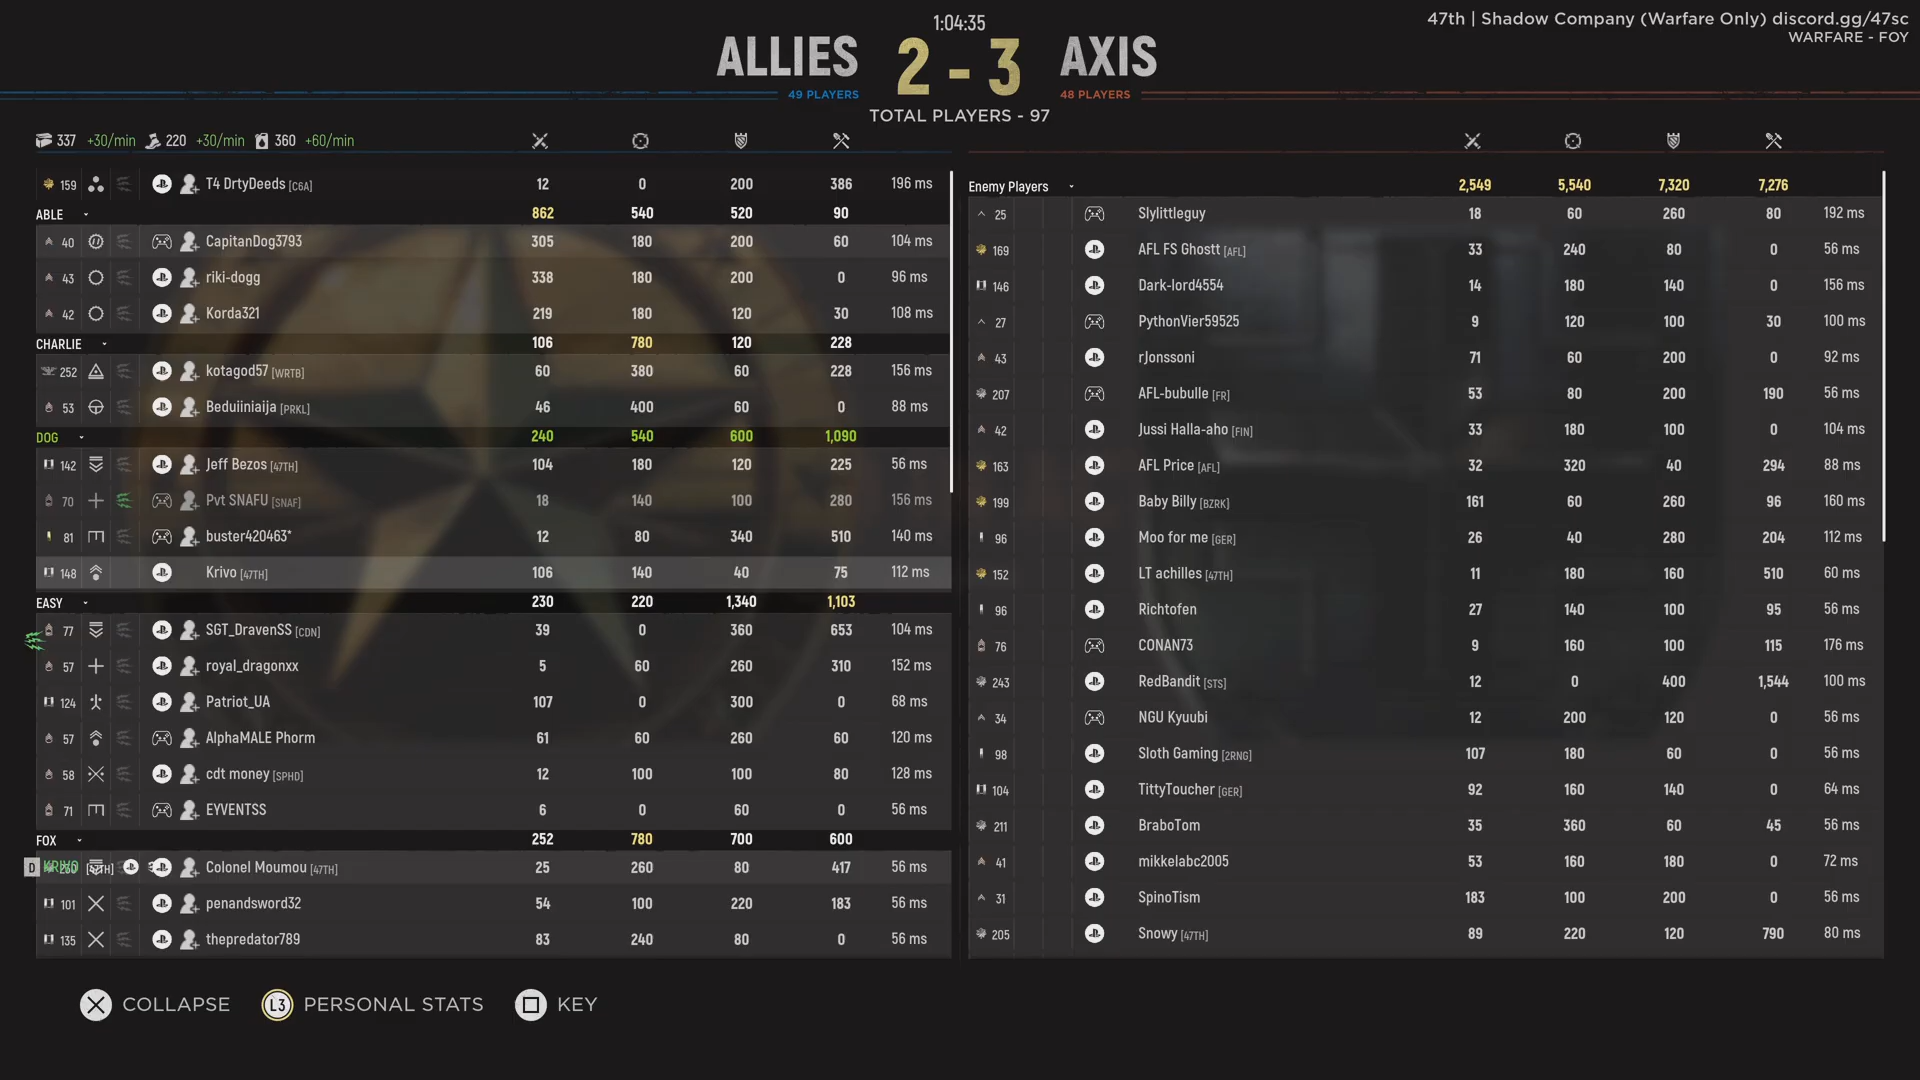 1:04:35
47th | Shadow Company (Warfare Only) discord.gg/47sc
WARFARE - FOY
ALLIES 2 - 3 AXIS
49 PLAYERS 48 PLAYERS
TOTAL PLAYERS - 97
337 +30/min 220 +30/min 360 +60/min
159 T4 DrtyDeeds [C6A] 12 0 200 386 196 ms
ABLE 862 540 520 90
40 CapitanDog3793 305 180 200 60 104 ms
43 riki-dogg 338 180 200 0 96 ms
42 Korda321 219 180 120 30 108 ms
CHARLIE 106 780 120 228
252 kotagod57 [WRTB] 60 380 60 228 156 ms
53 Beduiiniaija [PRKL] 46 400 60 0 88 ms
DOG 240 540 600 1,090
142 Jeff Bezos [47TH] 104 180 120 225 56 ms
70 Pvt SNAFU [SNAF] 18 140 100 280 156 ms
81 buster420463* 12 80 340 510 140 ms
148 Krivo [47TH] 106 140 40 75 112 ms
EASY 230 220 1,340 1,103
77 SGT_DravenSS [CDN] 39 0 360 653 104 ms
57 royal_dragonxx 5 60 260 310 152 ms
124 Patriot_UA 107 0 300 0 68 ms
57 AlphaMALE Phorm 61 60 260 60 120 ms
58 cdt money [SPHD] 12 100 100 80 128 ms
71 EYVENTSS 6 0 60 0 56 ms
FOX 252 780 700 600
D KRIVO Colonel Moumou [47TH] 25 260 80 417 56 ms
101 penandsword32 54 100 220 183 56 ms
135 thepredator789 83 240 80 0 56 ms
Enemy Players 2,549 5,540 7,320 7,276
25 Slylittleguy 18 60 260 80 192 ms
169 AFL FS Ghostt [AFL] 33 240 80 0 56 ms
146 Dark-lord4554 14 180 140 0 156 ms
27 PythonVier59525 9 120 100 30 100 ms
43 rJonssoni 71 60 200 0 92 ms
207 AFL-bubulle [FR] 53 80 200 190 56 ms
42 Jussi Halla-aho [FIN] 33 180 100 0 104 ms
163 AFL Price [AFL] 32 320 40 294 88 ms
199 Baby Billy [BZRK] 161 60 260 96 160 ms
96 Moo for me [GER] 26 40 280 204 112 ms
152 LT achilles [47TH] 11 180 160 510 60 ms
96 Richtofen 27 140 100 95 56 ms
76 CONAN73 9 160 100 115 176 ms
243 RedBandit [STS] 12 0 400 1,544 100 ms
34 NGU Kyuubi 12 200 120 0 56 ms
98 Sloth Gaming [2RNG] 107 180 60 0 56 ms
104 TittyToucher [GER] 92 160 140 0 64 ms
211 BraboTom 35 360 60 45 56 ms
41 mikkelabc2005 53 160 180 0 72 ms
31 SpinoTism 183 100 200 0 56 ms
205 Snowy [47TH] 89 220 120 790 80 ms
COLLAPSE L3 PERSONAL STATS KEY